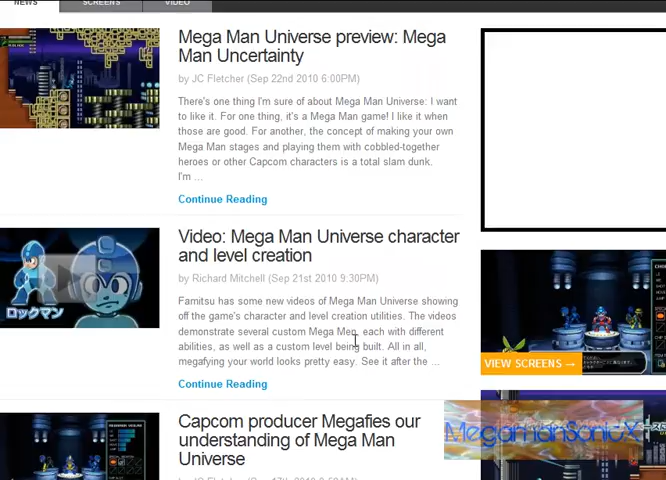 NEWS SCREENS VIDEO
Mega Man Universe preview: Mega
Man Uncertainty
by JC Fletcher (Sep 22nd 2010 6:00PM)
There's one thing I'm sure of about Mega Man Universe: I want
to like it. For one thing, it's a Mega Man game! I like it when
those are good. For another, the concept of making your own
Mega Man stages and playing them with cobbled-together
heroes or other Capcom characters is a total slam dunk.
I'm ...
Continue Reading
Video: Mega Man Universe character
and level creation
by Richard Mitchell (Sep 21st 2010 9:30PM)
ロックマン
Famitsu has some new videos of Mega Man Universe showing
off the game's character and level creation utilities. The videos
demonstrate several custom Mega Men, each with different
abilities, as well as a custom level being built. All in all,
megafying your world looks pretty easy. See it after the ...
Continue Reading
VIEW SCREENS →
Capcom producer Megafies our
understanding of Mega Man
Universe
MegamanSonicX